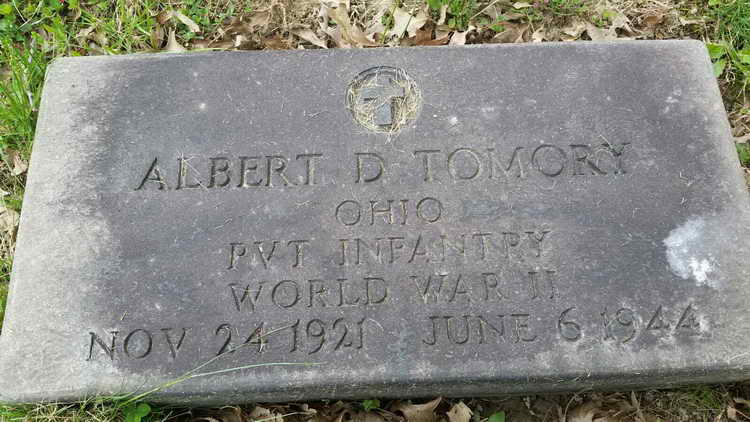 ALBERT D TOMORY
OHIO
PVT INFANTRY
WORLD WAR II
NOV 24 1921 JUNE 6 1944